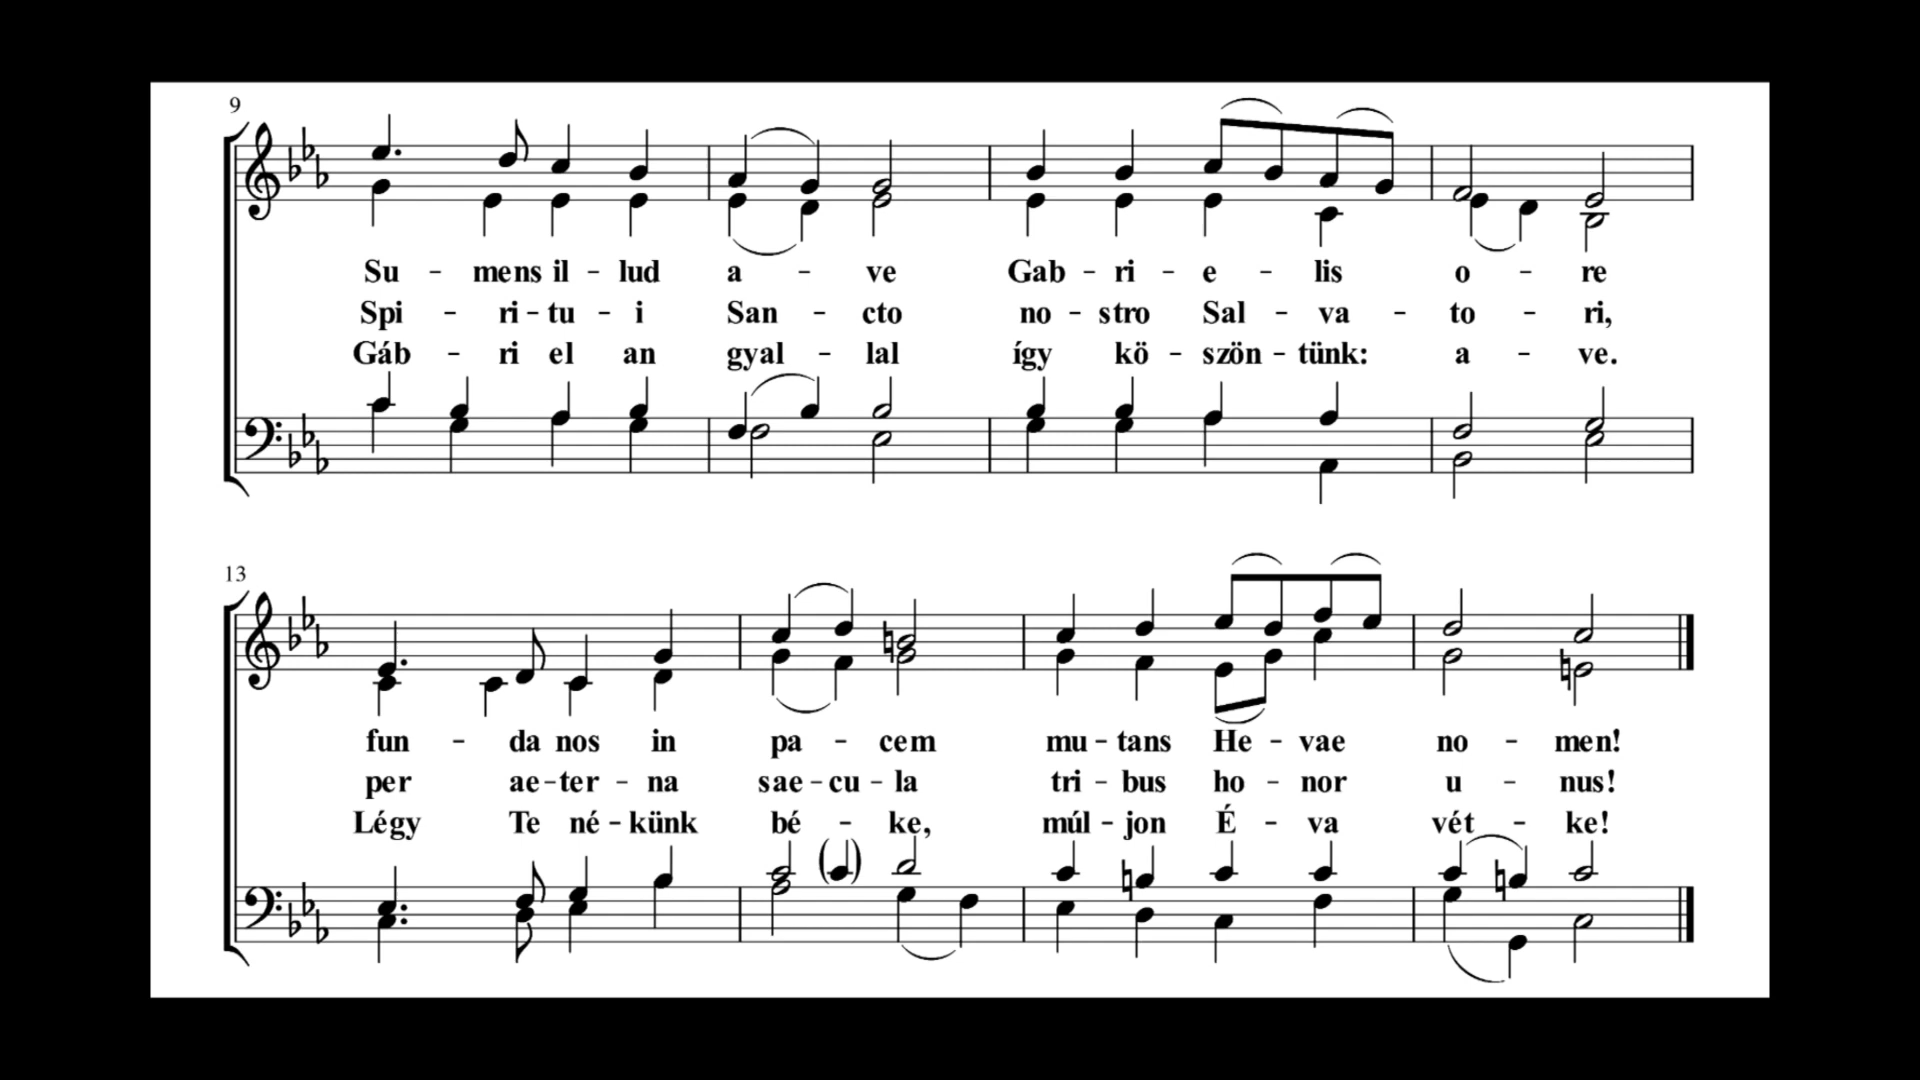 9
Su - mens il - lud a - ve Gab - ri - e - lis o - re
Spi - ri - tu - i San - cto no - stro Sal - va - to - ri,
Gáb - ri el an gyal - lal így kö - szön - tünk: a - ve.
13
fun - da nos in pa - cem mu - tans He - vae no - men!
per ae - ter - na sae - cu - la tri - bus ho - nor u - nus!
Légy Te né - künk bé - ke, múl - jon É - va vét - ke!